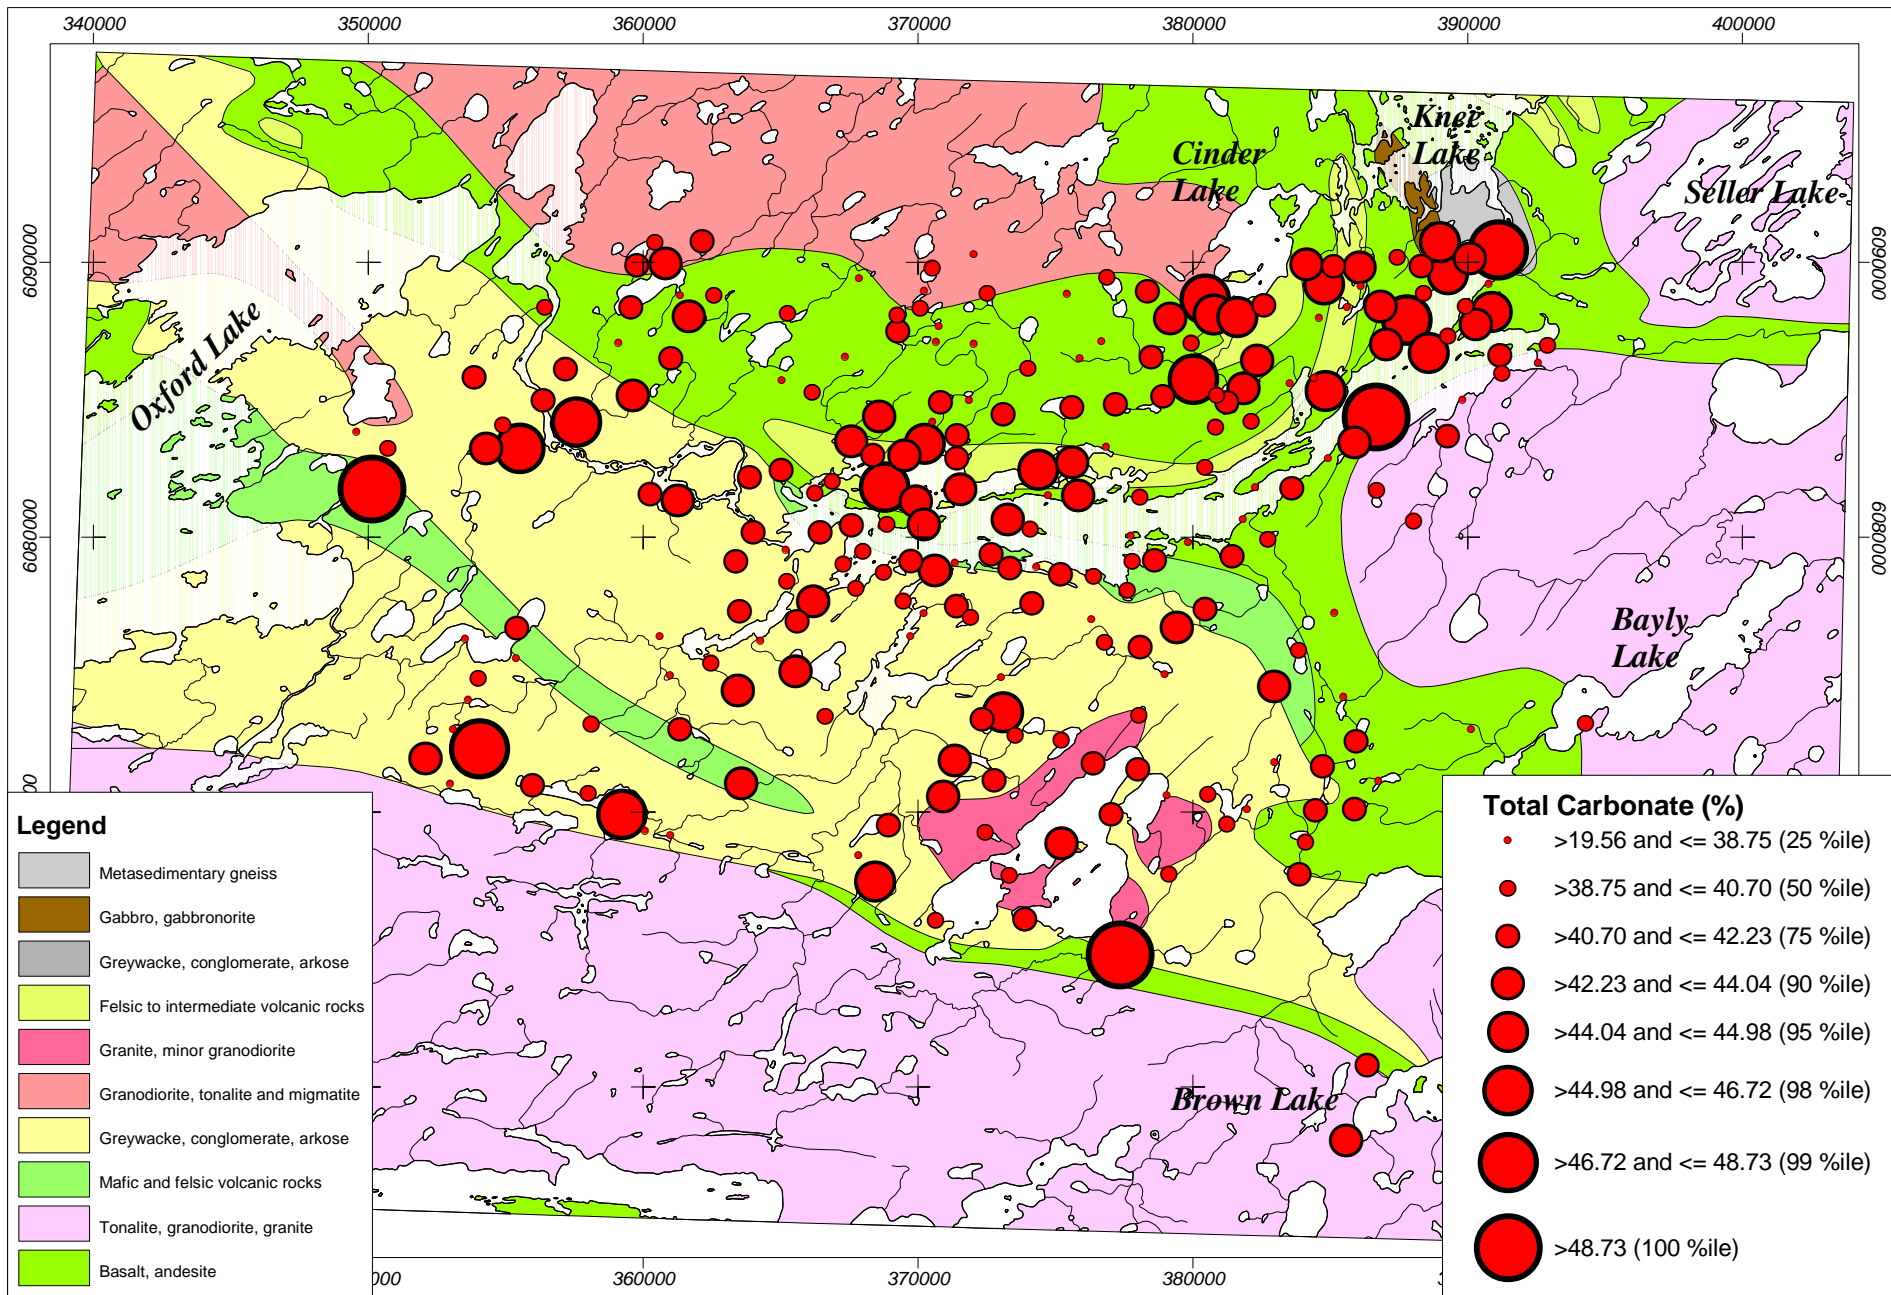 340000 350000 360000 370000 380000 390000 400000
Knee
Lake
Cinder
Lake
Seller Lake
6090000
6090000
Oxford Lake
6080000
6080000
Bayly
Lake
Brown Lake
Legend
Metasedimentary gneiss
Gabbro, gabbronorite
Greywacke, conglomerate, arkose
Felsic to intermediate volcanic rocks
Granite, minor granodiorite
Granodiorite, tonalite and migmatite
Greywacke, conglomerate, arkose
Mafic and felsic volcanic rocks
Tonalite, granodiorite, granite
Basalt, andesite
Total Carbonate (%)
>19.56 and <= 38.75 (25 %ile)
>38.75 and <= 40.70 (50 %ile)
>40.70 and <= 42.23 (75 %ile)
>42.23 and <= 44.04 (90 %ile)
>44.04 and <= 44.98 (95 %ile)
>44.98 and <= 46.72 (98 %ile)
>46.72 and <= 48.73 (99 %ile)
>48.73 (100 %ile)
360000 370000 380000